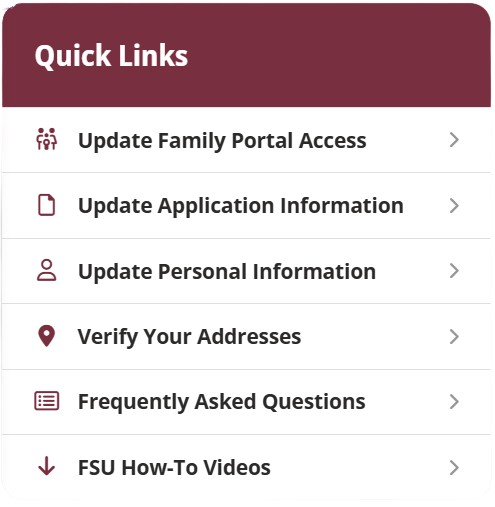 Quick Links
Update Family Portal Access
Update Application Information
Update Personal Information
Verify Your Addresses
Frequently Asked Questions
FSU How-To Videos